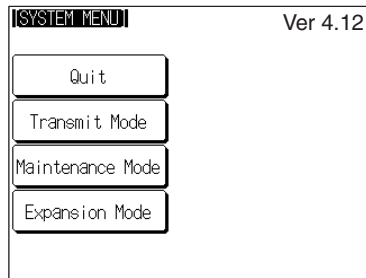 [SYSTEM MENU]
Ver 4.12
Quit
Transmit Mode
Maintenance Mode
Expansion Mode